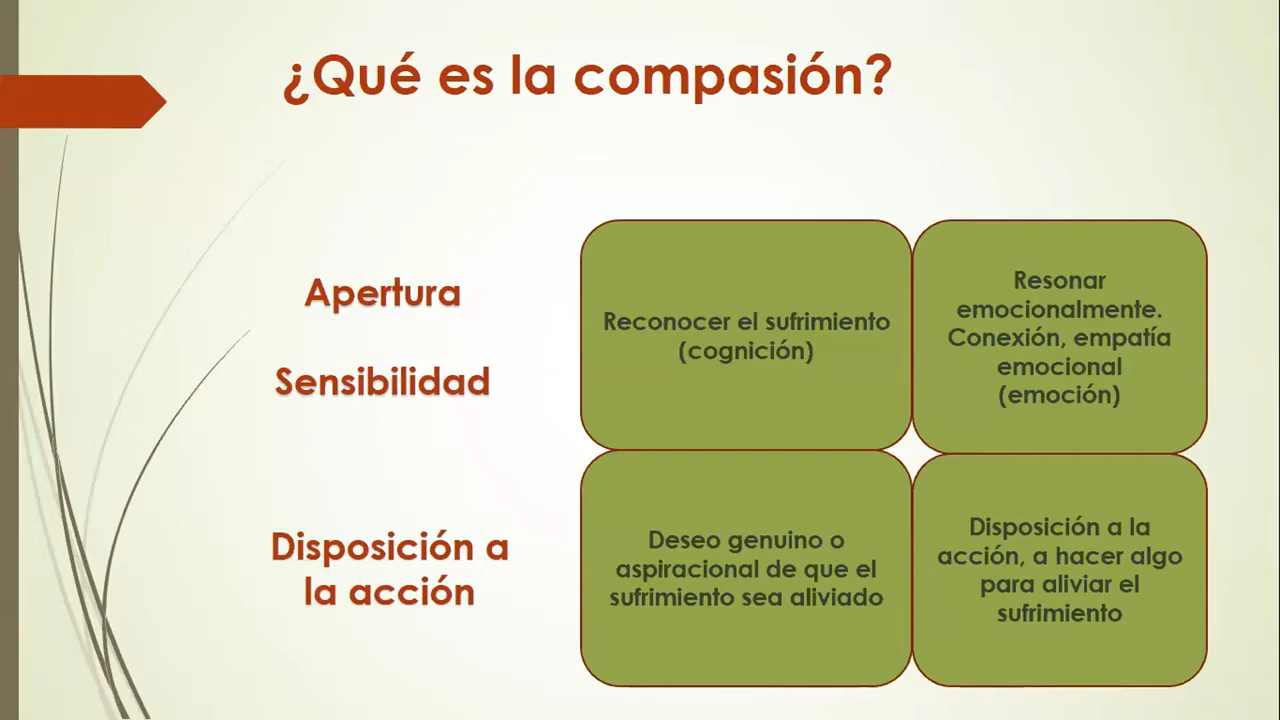 ¿Qué es la compasión?
Apertura
Sensibilidad
Reconocer el sufrimiento
(cognición)
Resonar
emocionalmente.
Conexión, empatía
emocional
(emoción)
Disposición a
la acción
Deseo genuino o
aspiracional de que el
sufrimiento sea aliviado
Disposición a la
acción, a hacer algo
para aliviar el
sufrimiento